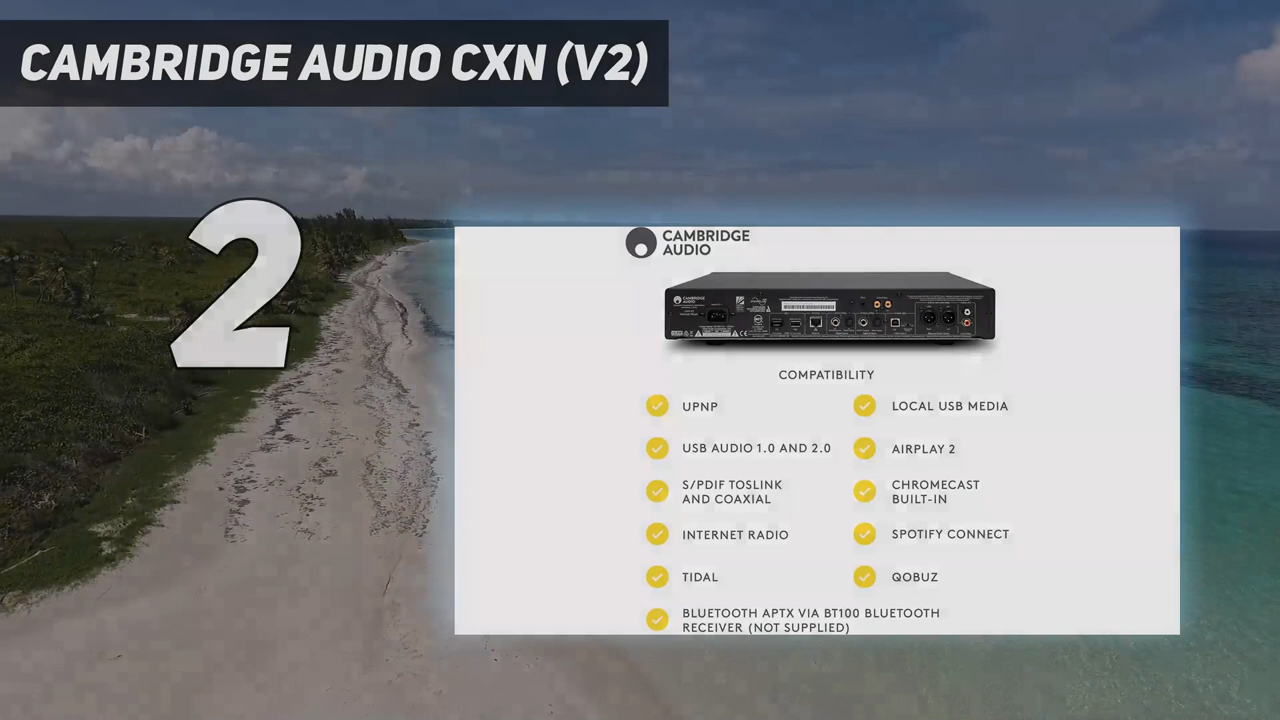 CAMBRIDGE AUDIO CXN (V2)
2
CAMBRIDGE
AUDIO
CAMBRIDGE
AUDIO
COMPATIBILITY
UPNP
LOCAL USB MEDIA
USB AUDIO 1.0 AND 2.0
AIRPLAY 2
S/PDIF TOSLINK
AND COAXIAL
CHROMECAST
BUILT-IN
INTERNET RADIO
SPOTIFY CONNECT
TIDAL
QOBUZ
BLUETOOTH APTX VIA BT100 BLUETOOTH
RECEIVER (NOT SUPPLIED)